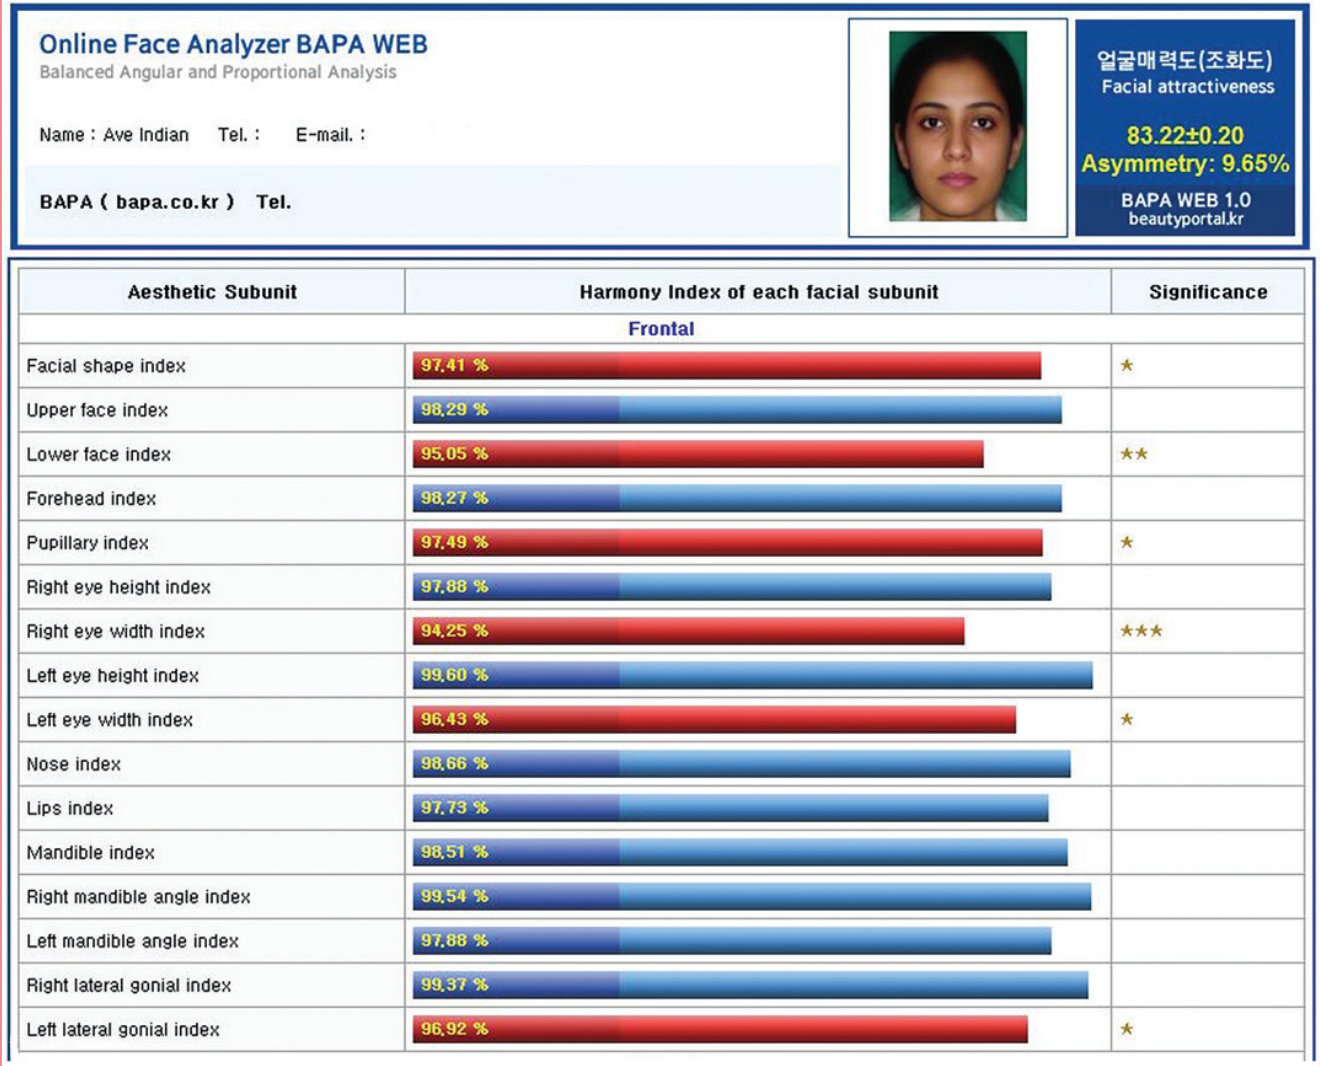 Online Face Analyzer BAPA WEB
Balanced Angular and Proportional Analysis
Name : Ave Indian Tel. : E-mail. :
BAPA ( bapa.co.kr ) Tel.
얼굴매력도(조화도)
Facial attractiveness
83.22±0.20
Asymmetry: 9.65%
BAPA WEB 1.0
beautyportal.kr
Aesthetic Subunit Harmony Index of each facial subunit Significance
Frontal
Facial shape index 97.41 % *
Upper face index 98.29 %
Lower face index 95.05 % **
Forehead index 98.27 %
Pupillary index 97.49 % *
Right eye height index 97.88 %
Right eye width index 94.25 % ***
Left eye height index 99.60 %
Left eye width index 96.43 % *
Nose index 98.66 %
Lips index 97.73 %
Mandible index 98.51 %
Right mandible angle index 99.54 %
Left mandible angle index 97.88 %
Right lateral gonial index 99.37 %
Left lateral gonial index 96.92 % *